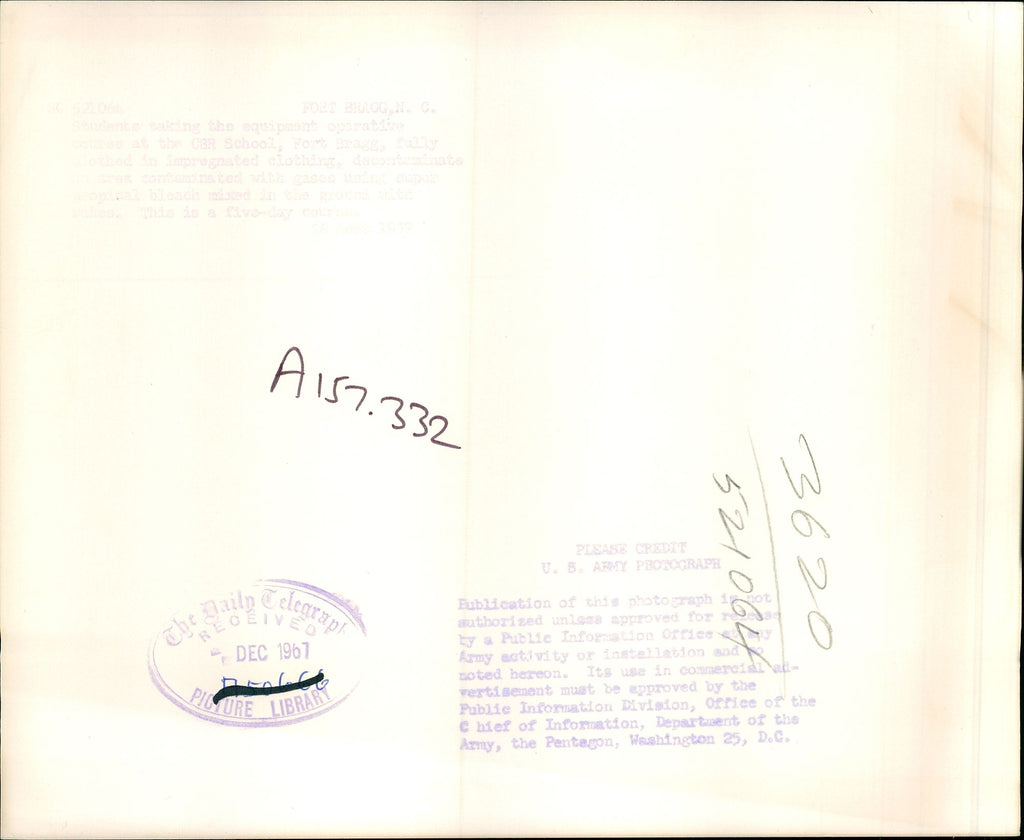 SC 521064 FORT BRAGG, N. C.
Students taking the equipment operative
course at the CBR School, Fort Bragg, fully
clothed in impregnated clothing, decontaminate
an area contaminated with gases using super
tropical bleach mixed in the ground with
This is a five-day course
A157.332
3620
521064
PLEASE CREDIT
U. S. ARMY PHOTOGRAPH
Publication of this photograph is not
authorized unless approved for release
by a Public Information Office at any
Army activity or installation and so
noted hereon. Its use in commercial ad-
vertisement must be approved by the
Public Information Division, Office of the
C hief of Information, Department of the
Army, the Pentagon, Washington 25, D.C.
The Daily Telegraph
RECEIVED
DEC 1967
PICTURE LIBRARY